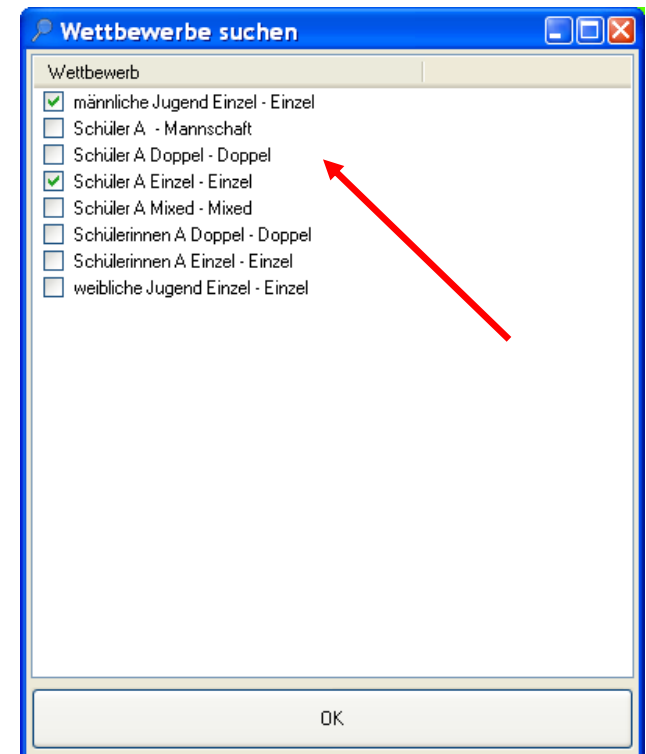 Wettbewerbe suchen
Wettbewerb
männliche Jugend Einzel - Einzel
Schüler A - Mannschaft
Schüler A Doppel - Doppel
Schüler A Einzel - Einzel
Schüler A Mixed - Mixed
Schülerinnen A Doppel - Doppel
Schülerinnen A Einzel - Einzel
weibliche Jugend Einzel - Einzel
OK